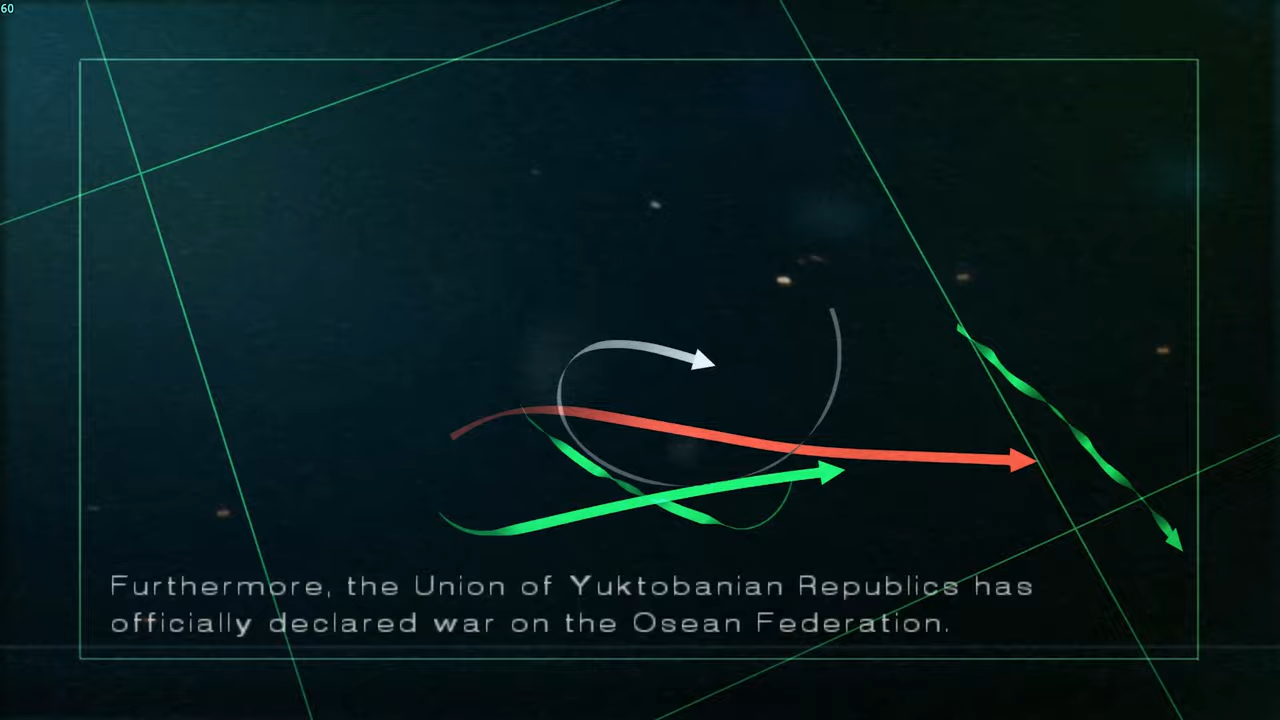 60
Furthermore, the Union of Yuktobanian Republics has
officially declared war on the Osean Federation.